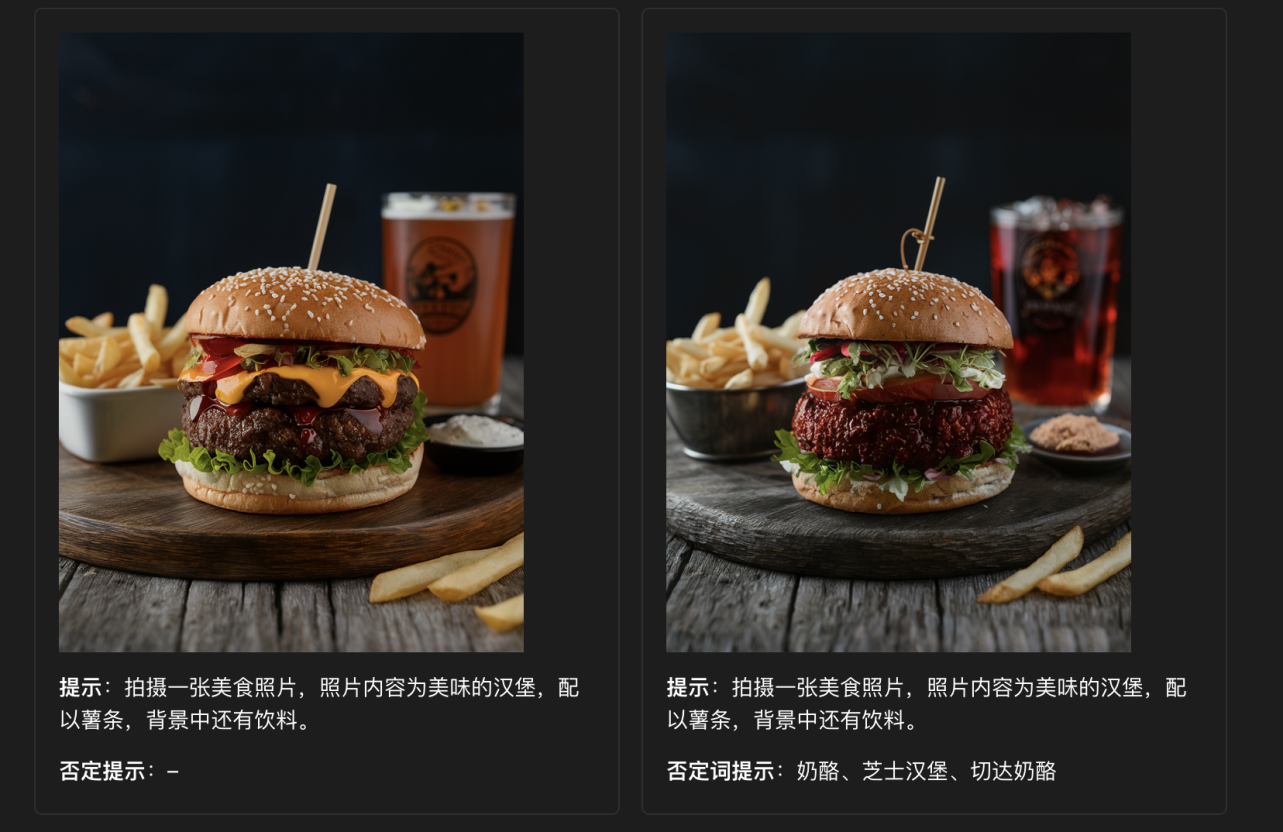 提示：拍摄一张美食照片，照片内容为美味的汉堡，配
以薯条，背景中还有饮料。
否定提示：–
提示：拍摄一张美食照片，照片内容为美味的汉堡，配
以薯条，背景中还有饮料。
否定词提示：奶酪、芝士汉堡、切达奶酪